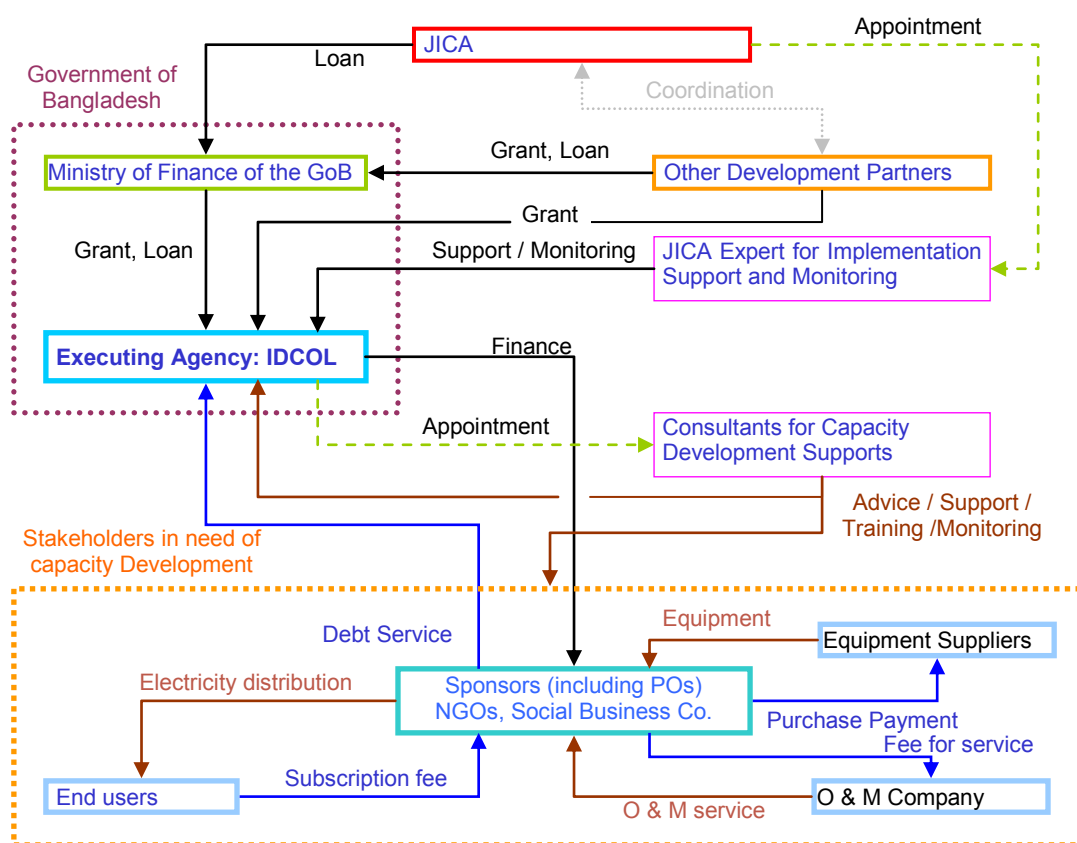 Appointment
JICA
Loan
Government of
Bangladesh
Coordination
Grant, Loan
Ministry of Finance of the GoB
Other Development Partners
Grant
Grant, Loan
Support / Monitoring
JICA Expert for Implementation
Support and Monitoring
Executing Agency: IDCOL
Finance
Appointment
Consultants for Capacity
Development Supports
Advice / Support /
Training /Monitoring
Stakeholders in need of
capacity Development
Debt Service
Equipment
Equipment Suppliers
Electricity distribution
Sponsors (including POs)
NGOs, Social Business Co.
Purchase Payment
Fee for service
Subscription fee
End users
O & M service
O & M Company